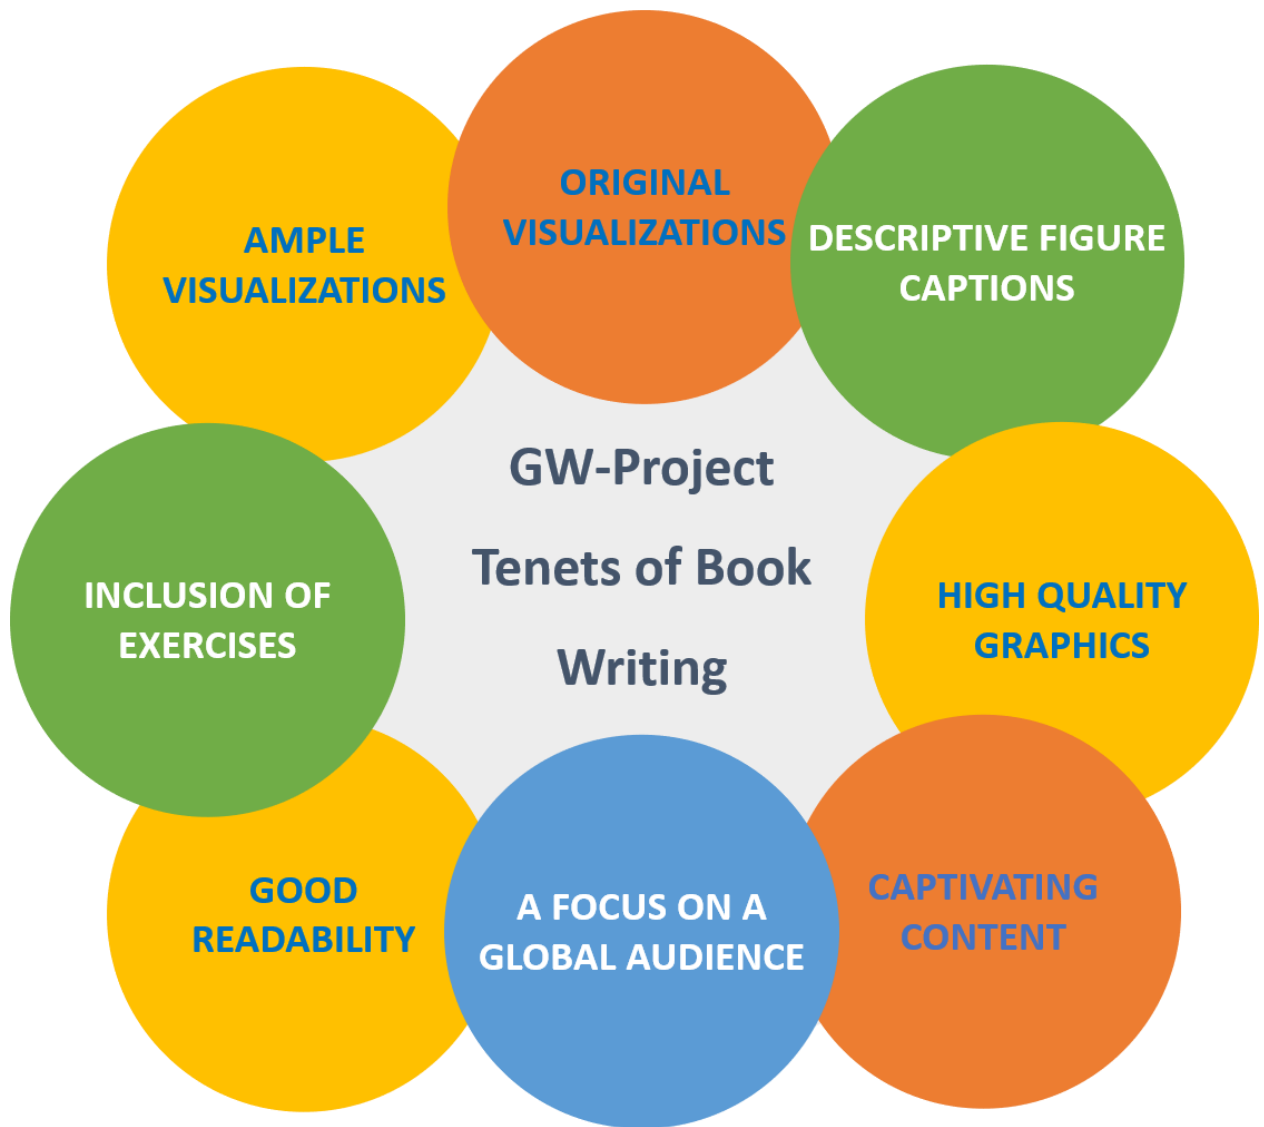 ORIGINAL
VISUALIZATIONS
DESCRIPTIVE FIGURE
CAPTIONS
HIGH QUALITY
GRAPHICS
CAPTIVATING
CONTENT
A FOCUS ON A
GLOBAL AUDIENCE
GOOD
READABILITY
INCLUSION OF
EXERCISES
AMPLE
VISUALIZATIONS
GW-Project
Tenets of Book
Writing